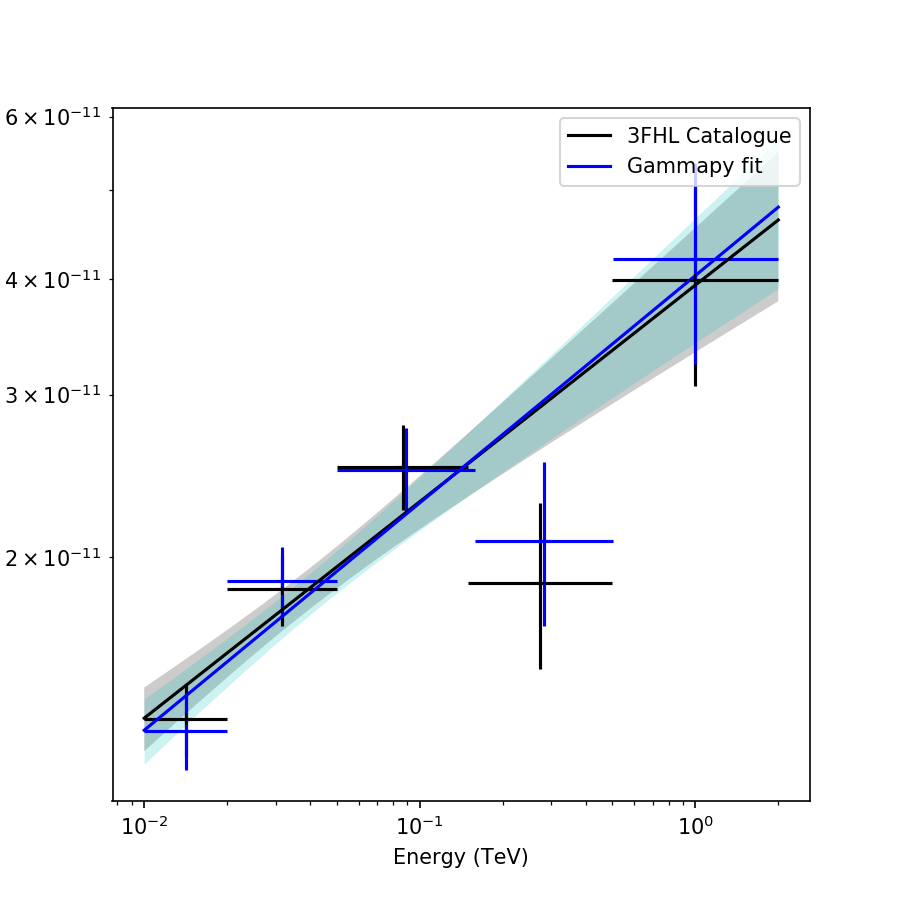 6 × 10⁻¹¹
3FHL Catalogue
Gammapy fit
4 × 10⁻¹¹
3 × 10⁻¹¹
2 × 10⁻¹¹
10⁻² 10⁻¹ 10⁰
Energy (TeV)